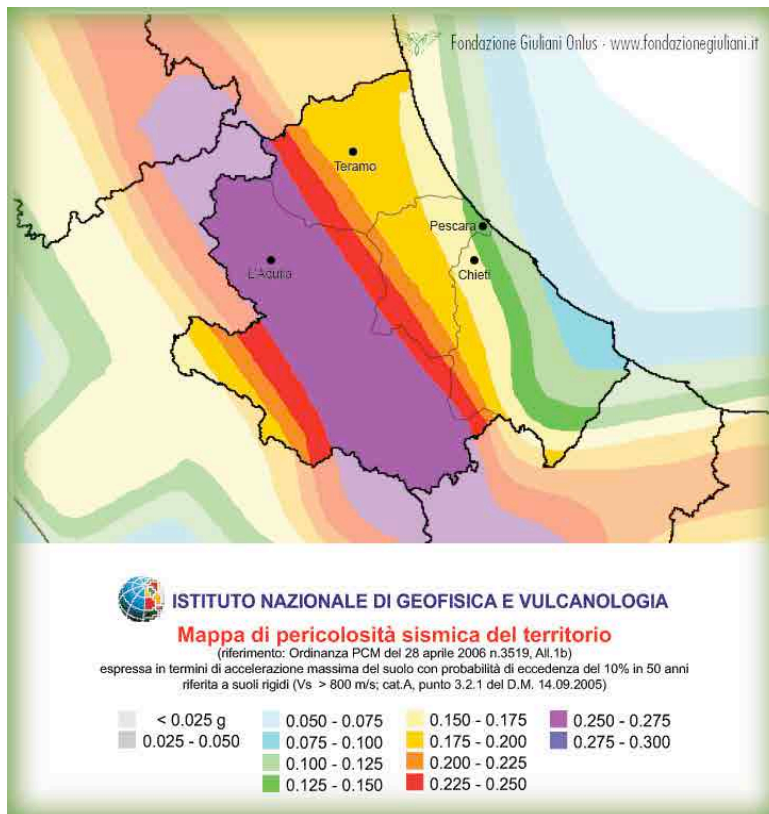 Fondazione Giuliani Onlus - www.fondazionegiuliani.it
Teramo
Pescara
L'Aquila
Chieti
ISTITUTO NAZIONALE DI GEOFISICA E VULCANOLOGIA
Mappa di pericolosità sismica del territorio
(riferimento: Ordinanza PCM del 28 aprile 2006 n.3519, All.1b)
espressa in termini di accelerazione massima del suolo con probabilità di eccedenza del 10% in 50 anni
riferita a suoli rigidi (Vs > 800 m/s; cat.A, punto 3.2.1 del D.M. 14.09.2005)
< 0.025 g
0.025 - 0.050
0.050 - 0.075
0.075 - 0.100
0.100 - 0.125
0.125 - 0.150
0.150 - 0.175
0.175 - 0.200
0.200 - 0.225
0.225 - 0.250
0.250 - 0.275
0.275 - 0.300